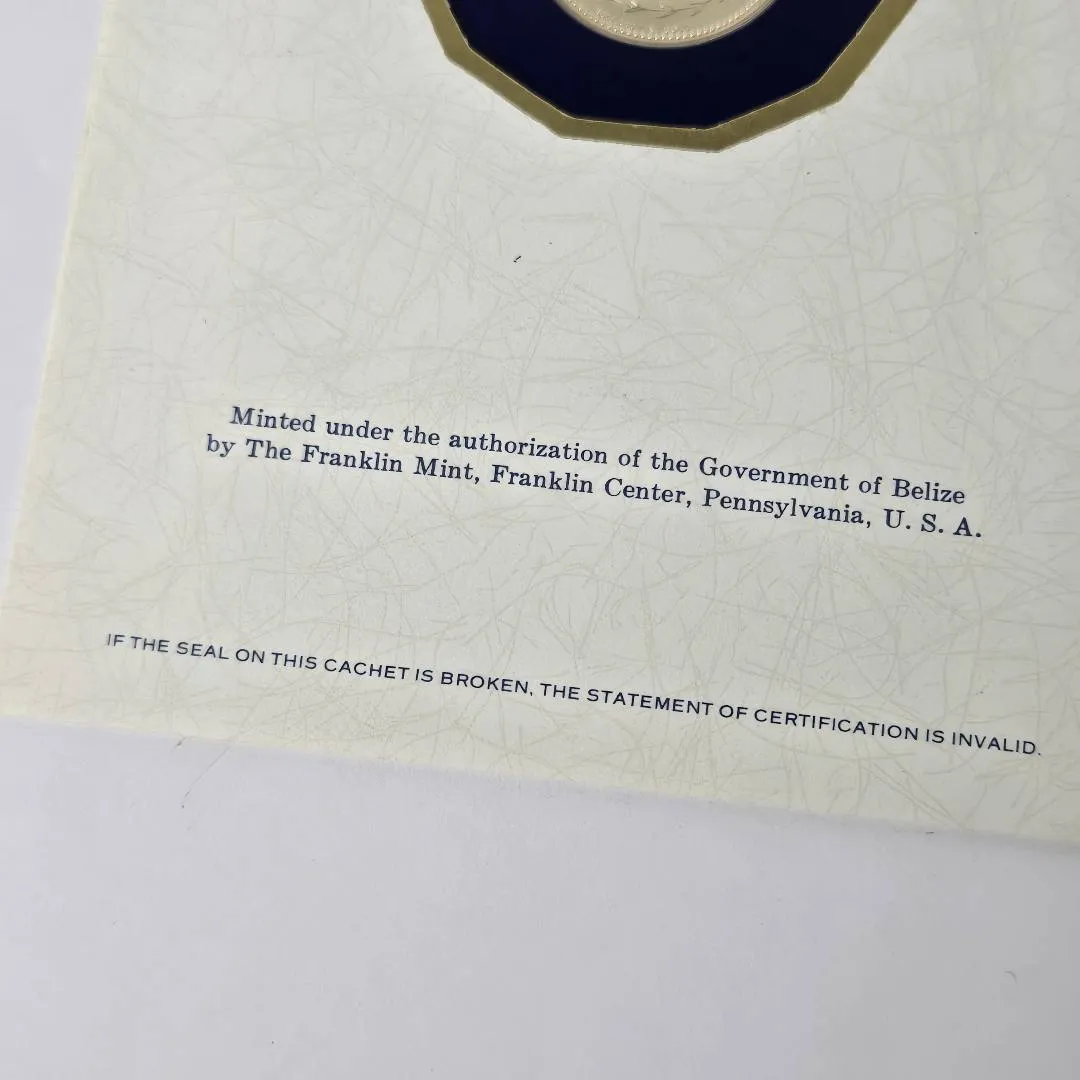 Minted under the authorization of the Government of Belize
by The Franklin Mint, Franklin Center, Pennsylvania, U. S. A.
IF THE SEAL ON THIS CACHET IS BROKEN, THE STATEMENT OF CERTIFICATION IS INVALID.